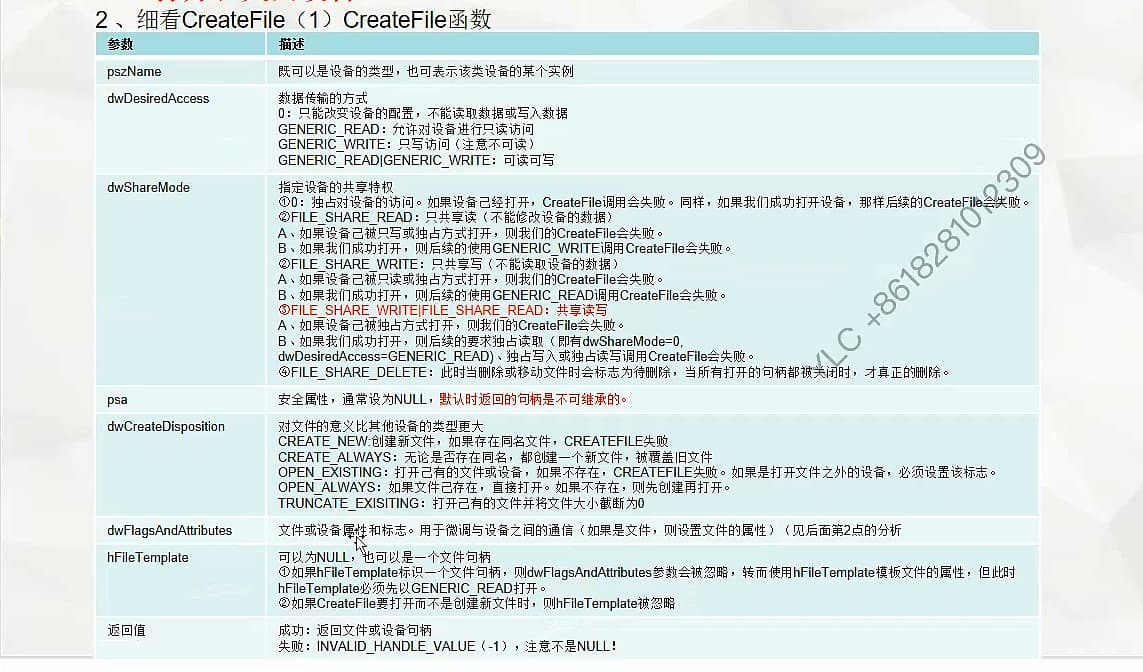 2 、细看CreateFile（1）CreateFile函数
参数 描述
pszName 既可以是设备的类型，也可表示该类设备的某个实例
dwDesiredAccess 数据传输的方式
0：只能改变设备的配置，不能读取数据或写入数据
GENERIC_READ：允许对设备进行只读访问
GENERIC_WRITE：只写访问（注意不可读）
GENERIC_READ|GENERIC_WRITE：可读可写
dwShareMode 指定设备的共享特权
①0：独占对设备的访问。如果设备己经打开，CreateFile调用会失败。同样，如果我们成功打开设备，那样后续的CreateFile会失败。
②FILE_SHARE_READ：只共享读（不能修改设备的数据）
A、如果设备己被只写或独占方式打开，则我们的CreateFile会失败。
B、如果我们成功打开，则后续的使用GENERIC_WRITE调用CreateFile会失败。
②FILE_SHARE_WRITE：只共享写（不能读取设备的数据）
A、如果设备己被只读或独占方式打开，则我们的CreateFile会失败。
B、如果我们成功打开，则后续的使用GENERIC_READ调用CreateFile会失败。
③FILE_SHARE_WRITE|FILE_SHARE_READ：共享读写
A、如果设备己被独占方式打开，则我们的CreateFile会失败。
B、如果我们成功打开，则后续的要求独占读取（即有dwShareMode=0,
dwDesiredAccess=GENERIC_READ)、独占写入或独占读写调用CreateFile会失败。
④FILE_SHARE_DELETE：此时当删除或移动文件时会标志为待删除，当所有打开的句柄都被关闭时，才真正的删除。
psa 安全属性，通常设为NULL，默认时返回的句柄是不可继承的。
dwCreateDisposition 对文件的意义比其他设备的类型更大
CREATE_NEW:创建新文件，如果存在同名文件，CREATEFILE失败
CREATE_ALWAYS：无论是否存在同名，都创建一个新文件，被覆盖旧文件
OPEN_EXISTING：打开己有的文件或设备，如果不存在，CREATEFILE失败。如果是打开文件之外的设备，必须设置该标志。
OPEN_ALWAYS：如果文件己存在，直接打开。如果不存在，则先创建再打开。
TRUNCATE_EXISITING：打开己有的文件并将文件大小截断为0
dwFlagsAndAttributes 文件或设备属性和标志。用于微调与设备之间的通信（如果是文件，则设置文件的属性）（见后面第2点的分析
hFileTemplate 可以为NULL，也可以是一个文件句柄
①如果hFileTemplate标识一个文件句柄，则dwFlagsAndAttributes参数会被忽略，转而使用hFileTemplate模板文件的属性，但此时
hFileTemplate必须先以GENERIC_READ打开。
②如果CreateFile要打开而不是创建新文件时，则hFileTemplate被忽略
返回值 成功：返回文件或设备句柄
失败：INVALID_HANDLE_VALUE（-1），注意不是NULL！
YLC +8618281012309